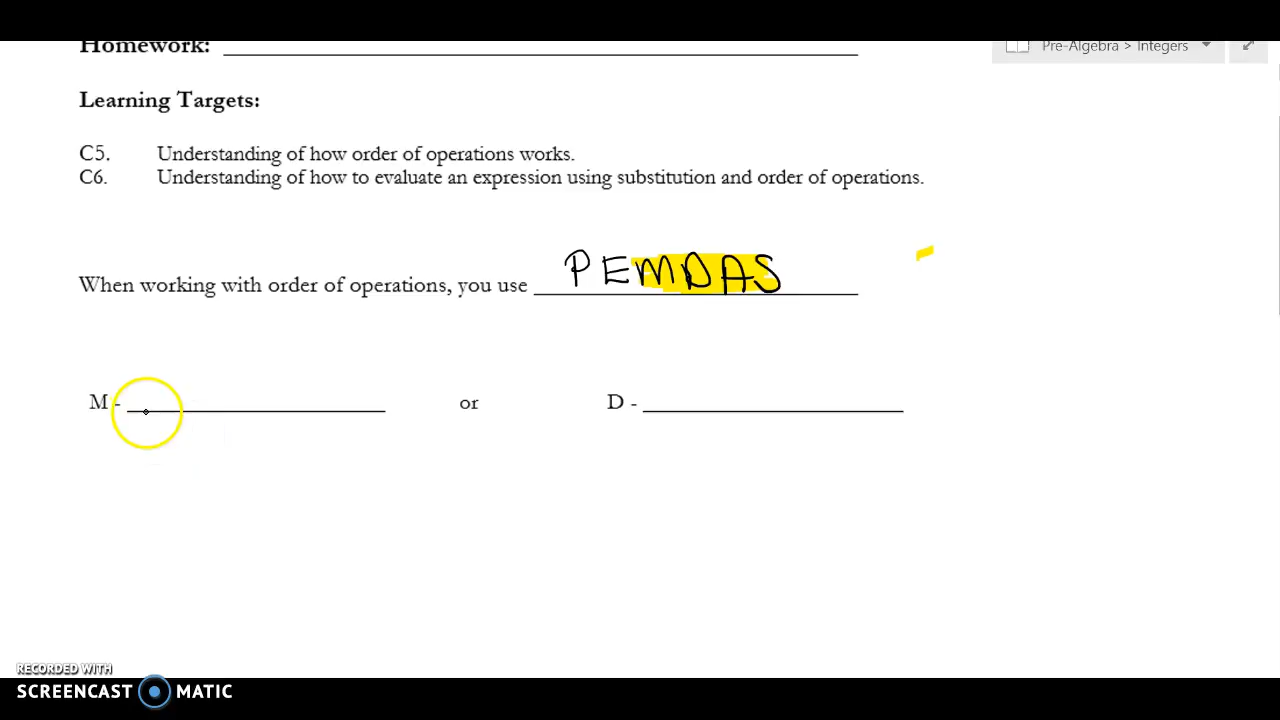 Homework:
Pre-Algebra > Integers
Learning Targets:
C5. Understanding of how order of operations works.
C6. Understanding of how to evaluate an expression using substitution and order of operations.
When working with order of operations, you use PEMDAS
M - or D -
RECORDED WITH
SCREENCAST MATIC